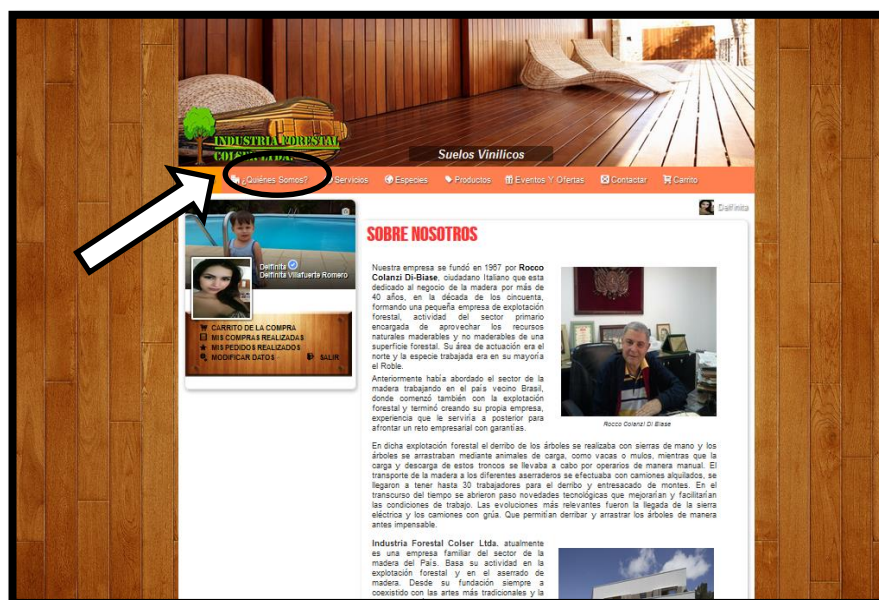 INDUSTRIA FORESTAL
COLSER LTDA.
Suelos Vinilicos
¿Quiénes Somos?
Servicios
Especies
Productos
Eventos Y Ofertas
Contactar
Carrito
Delfinita
Delfinita
Delfinita Villafuerte Romero
CARRITO DE LA COMPRA
MIS COMPRAS REALIZADAS
MIS PEDIDOS REALIZADOS
MODIFICAR DATOS
SALIR
SOBRE NOSOTROS
Nuestra empresa se fundó en 1967 por Rocco
Colanzi Di-Biase, ciudadano Italiano que esta
dedicado al negocio de la madera por más de
40 años, en la década de los cincuenta,
formando una pequeña empresa de explotación
forestal, actividad del sector primario
encargada de aprovechar los recursos
naturales maderables y no maderables de una
superficie forestal. Su área de actuación era el
norte y la especie trabajada era en su mayoría
el Roble.
Anteriormente había abordado el sector de la
madera trabajando en el país vecino Brasil,
donde comenzó también con la explotación
forestal y terminó creando su propia empresa,
experiencia que le serviría a posterior para
afrontar un reto empresarial con garantías.
Rocco Colanzi Di Biase
En dicha explotación forestal el derribo de los árboles se realizaba con sierras de mano y los
árboles se arrastraban mediante animales de carga, como vacas o mulos, mientras que la
carga y descarga de estos troncos se llevaba a cabo por operarios de manera manual. El
transporte de la madera a los diferentes aserraderos se efectuaba con camiones alquilados, se
llegaron a tener hasta 30 trabajadores para el derribo y entresacado de montes. En el
transcurso del tiempo se abrieron paso novedades tecnológicas que mejorarían y facilitarían
las condiciones de trabajo. Las evoluciones más relevantes fueron la llegada de la sierra
eléctrica y los camiones con grúa. Que permitían derribar y arrastrar los árboles de manera
antes impensable.
Industria Forestal Colser Ltda. atualmente
es una empresa familiar del sector de la
madera del País. Basa su actividad en la
explotación forestal y en el aserrado de
madera. Desde su fundación siempre a
coexistido con las artes más tradicionales y la